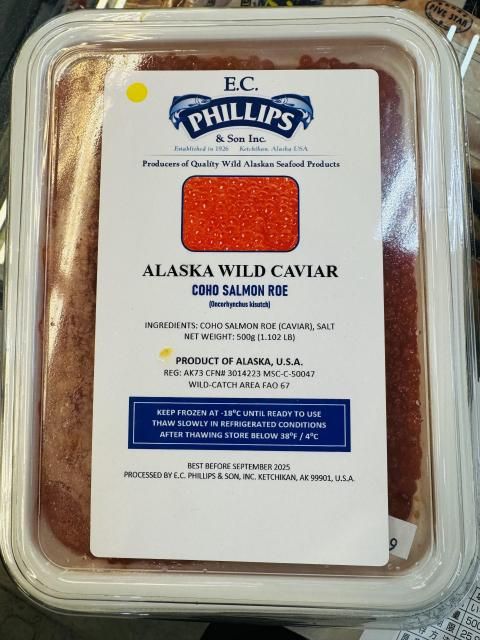 FIVE STAR
E.C.
PHILLIPS
& Son Inc.
Established in 1926 Ketchikan, Alaska USA
Producers of Quality Wild Alaskan Seafood Products
ALASKA WILD CAVIAR
COHO SALMON ROE
(Oncorhynchus kisutch)
INGREDIENTS: COHO SALMON ROE (CAVIAR), SALT
NET WEIGHT: 500g (1.102 LB)
PRODUCT OF ALASKA, U.S.A.
REG: AK73 CFN# 3014223 MSC-C-50047
WILD-CATCH AREA FAO 67
KEEP FROZEN AT -18°C UNTIL READY TO USE
THAW SLOWLY IN REFRIGERATED CONDITIONS
AFTER THAWING STORE BELOW 38°F / 4°C
BEST BEFORE SEPTEMBER 2025
PROCESSED BY E.C. PHILLIPS & SON, INC. KETCHIKAN, AK 99901, U.S.A.
9